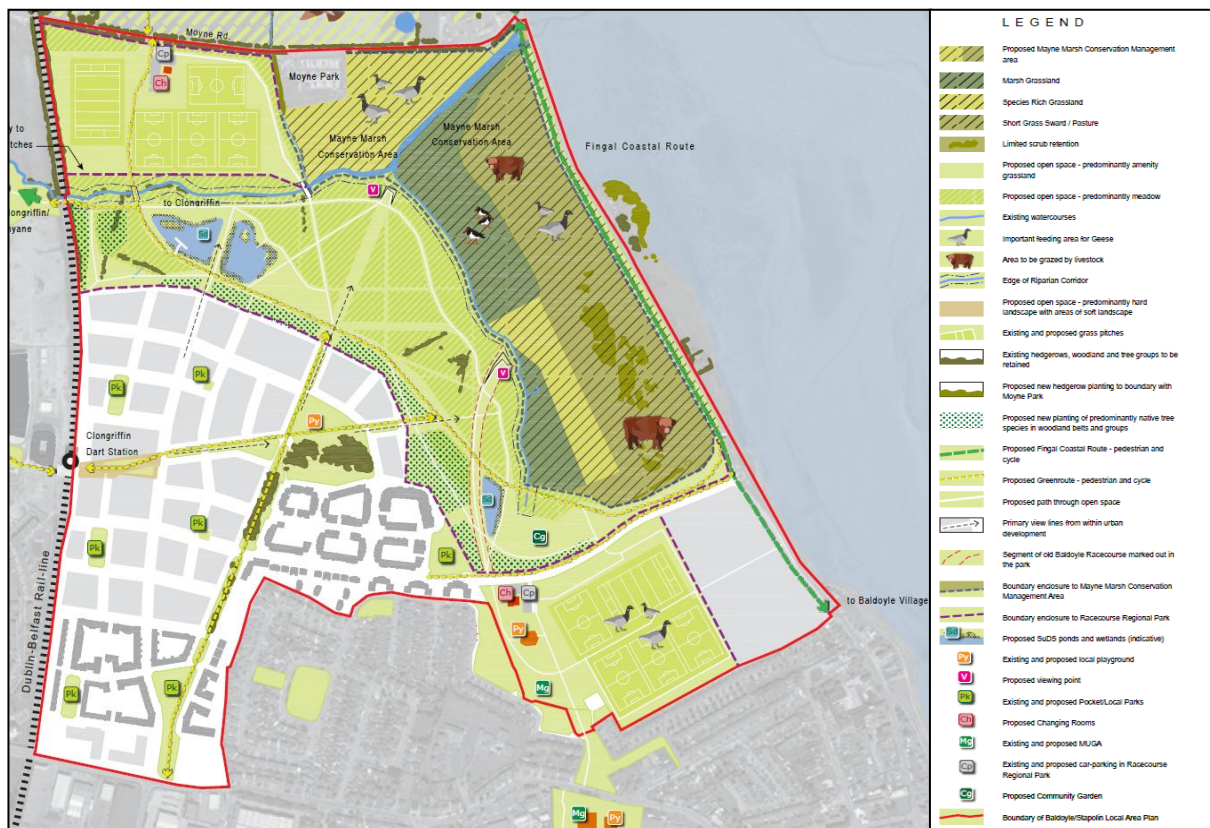 Moyne Rd.
Cp
Ch
Moyne Park
Mayne Marsh
Conservation Area
Mayne Marsh
Conservation Area
Fingal Coastal Route
y to
tches
V
to Clongriffin
longriffin/
nyane
Sd
Pk
Pk
V
Py
Clongriffin
Dart Station
Pk
Pk
Sd
Cg
Pk
Ch
Cp
to Baldoyle Village
Py
Dublin-Belfast Rail-line
Pk
Pk
Mg
Mg
Py
LEGEND
Proposed Mayne Marsh Conservation Management
area
Marsh Grassland
Species Rich Grassland
Short Grass Sward / Pasture
Limited scrub retention
Proposed open space - predominantly amenity
grassland
Proposed open space - predominantly meadow
Existing watercourses
Important feeding area for Geese
Area to be grazed by livestock
Edge of Riparian Corridor
Proposed open space - predominantly hard
landscape with areas of soft landscape
Existing and proposed grass pitches
Existing hedgerows, woodland and tree groups to be
retained
Proposed new hedgerow planting to boundary with
Moyne Park
Proposed new planting of predominantly native tree
species in woodland belts and groups
Proposed Fingal Coastal Route - pedestrian and
cycle
Proposed Greenroute - pedestrian and cycle
Proposed path through open space
Primary view lines from within urban
development
Segment of old Baldoyle Racecourse marked out in
the park
Boundary enclosure to Mayne Marsh Conservation
Management Area
Boundary enclosure to Racecourse Regional Park
Sd
Proposed SuDS ponds and wetlands (indicative)
Py
Existing and proposed local playground
V
Proposed viewing point
Pk
Existing and proposed Pocket/Local Parks
Ch
Proposed Changing Rooms
Mg
Existing and proposed MUGA
Cp
Existing and proposed car-parking in Racecourse
Regional Park
Cg
Proposed Community Garden
Boundary of Baldoyle/Stapolin Local Area Plan